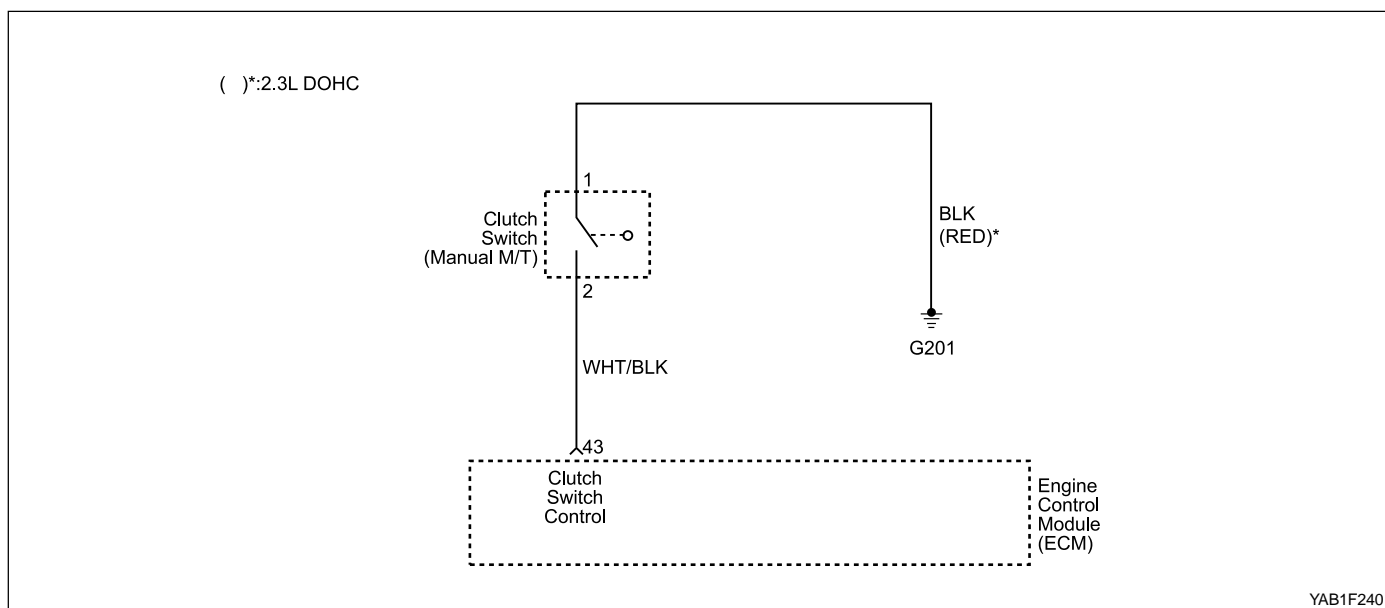 ( )*:2.3L DOHC
1
Clutch
Switch
(Manual M/T)
2
BLK
(RED)*
G201
WHT/BLK
43
Clutch
Switch
Control
Engine
Control
Module
(ECM)
YAB1F240